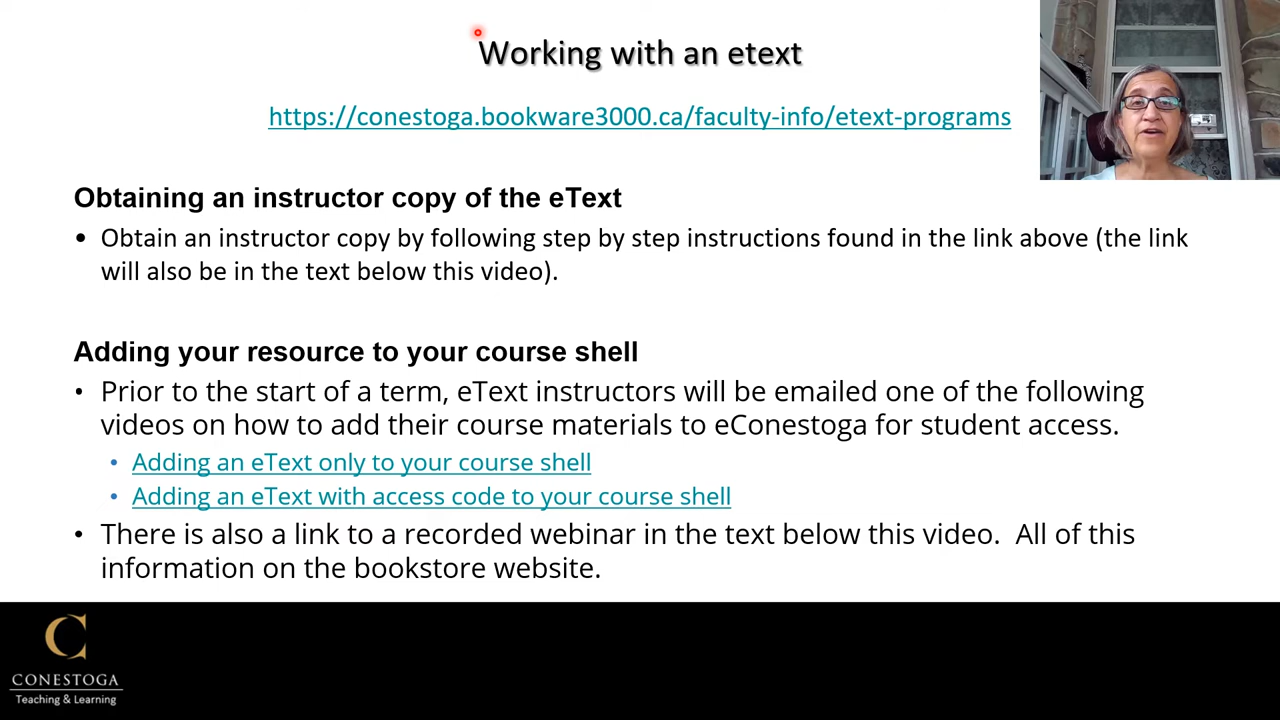 Working with an etext
https://conestoga.bookware3000.ca/faculty-info/etext-programs
Obtaining an instructor copy of the eText
• Obtain an instructor copy by following step by step instructions found in the link above (the link
will also be in the text below this video).
Adding your resource to your course shell
• Prior to the start of a term, eText instructors will be emailed one of the following
videos on how to add their course materials to eConestoga for student access.
• Adding an eText only to your course shell
• Adding an eText with access code to your course shell
• There is also a link to a recorded webinar in the text below this video.  All of this
information on the bookstore website.
C
CONESTOGA
Teaching & Learning